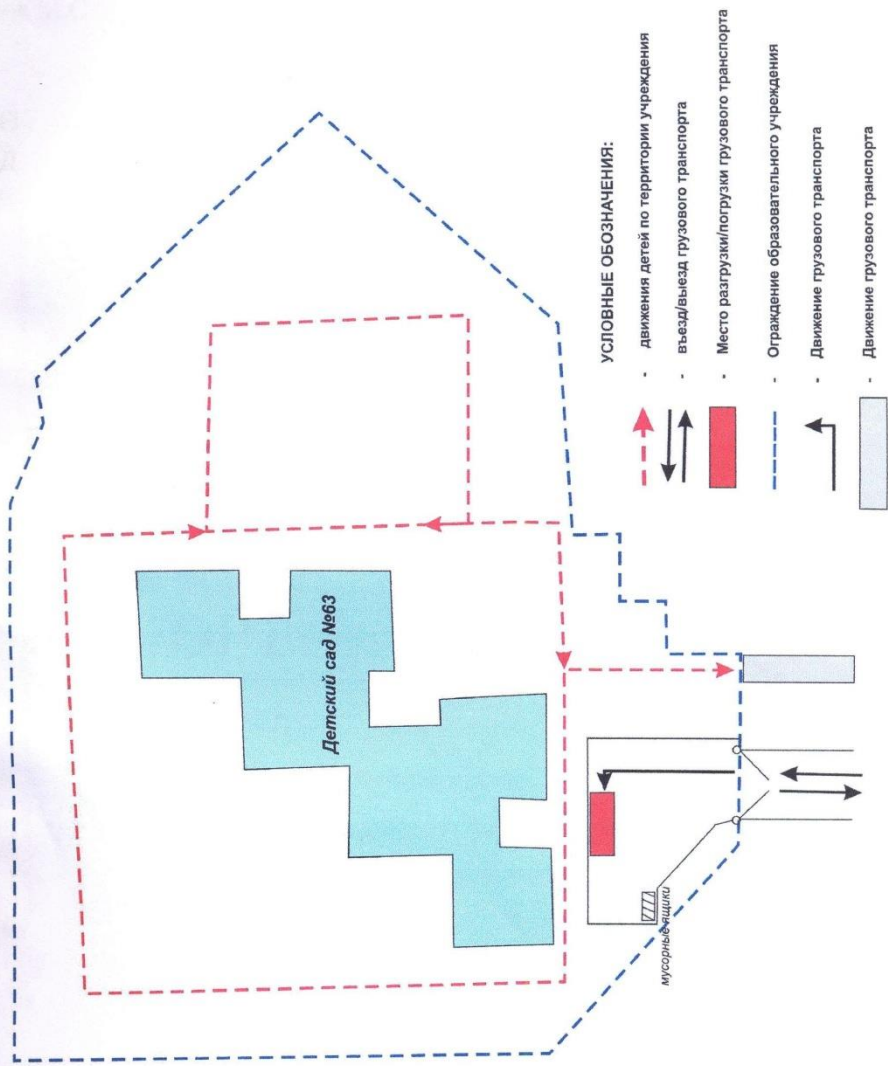 Детский сад №63
мусорные ящики
УСЛОВНЫЕ ОБОЗНАЧЕНИЯ:
- движения детей по территории учреждения
- въезд/выезд грузового транспорта
- Место разгрузки/погрузки грузового транспорта
- Ограждение образовательного учреждения
- Движение грузового транспорта
- Движение грузового транспорта